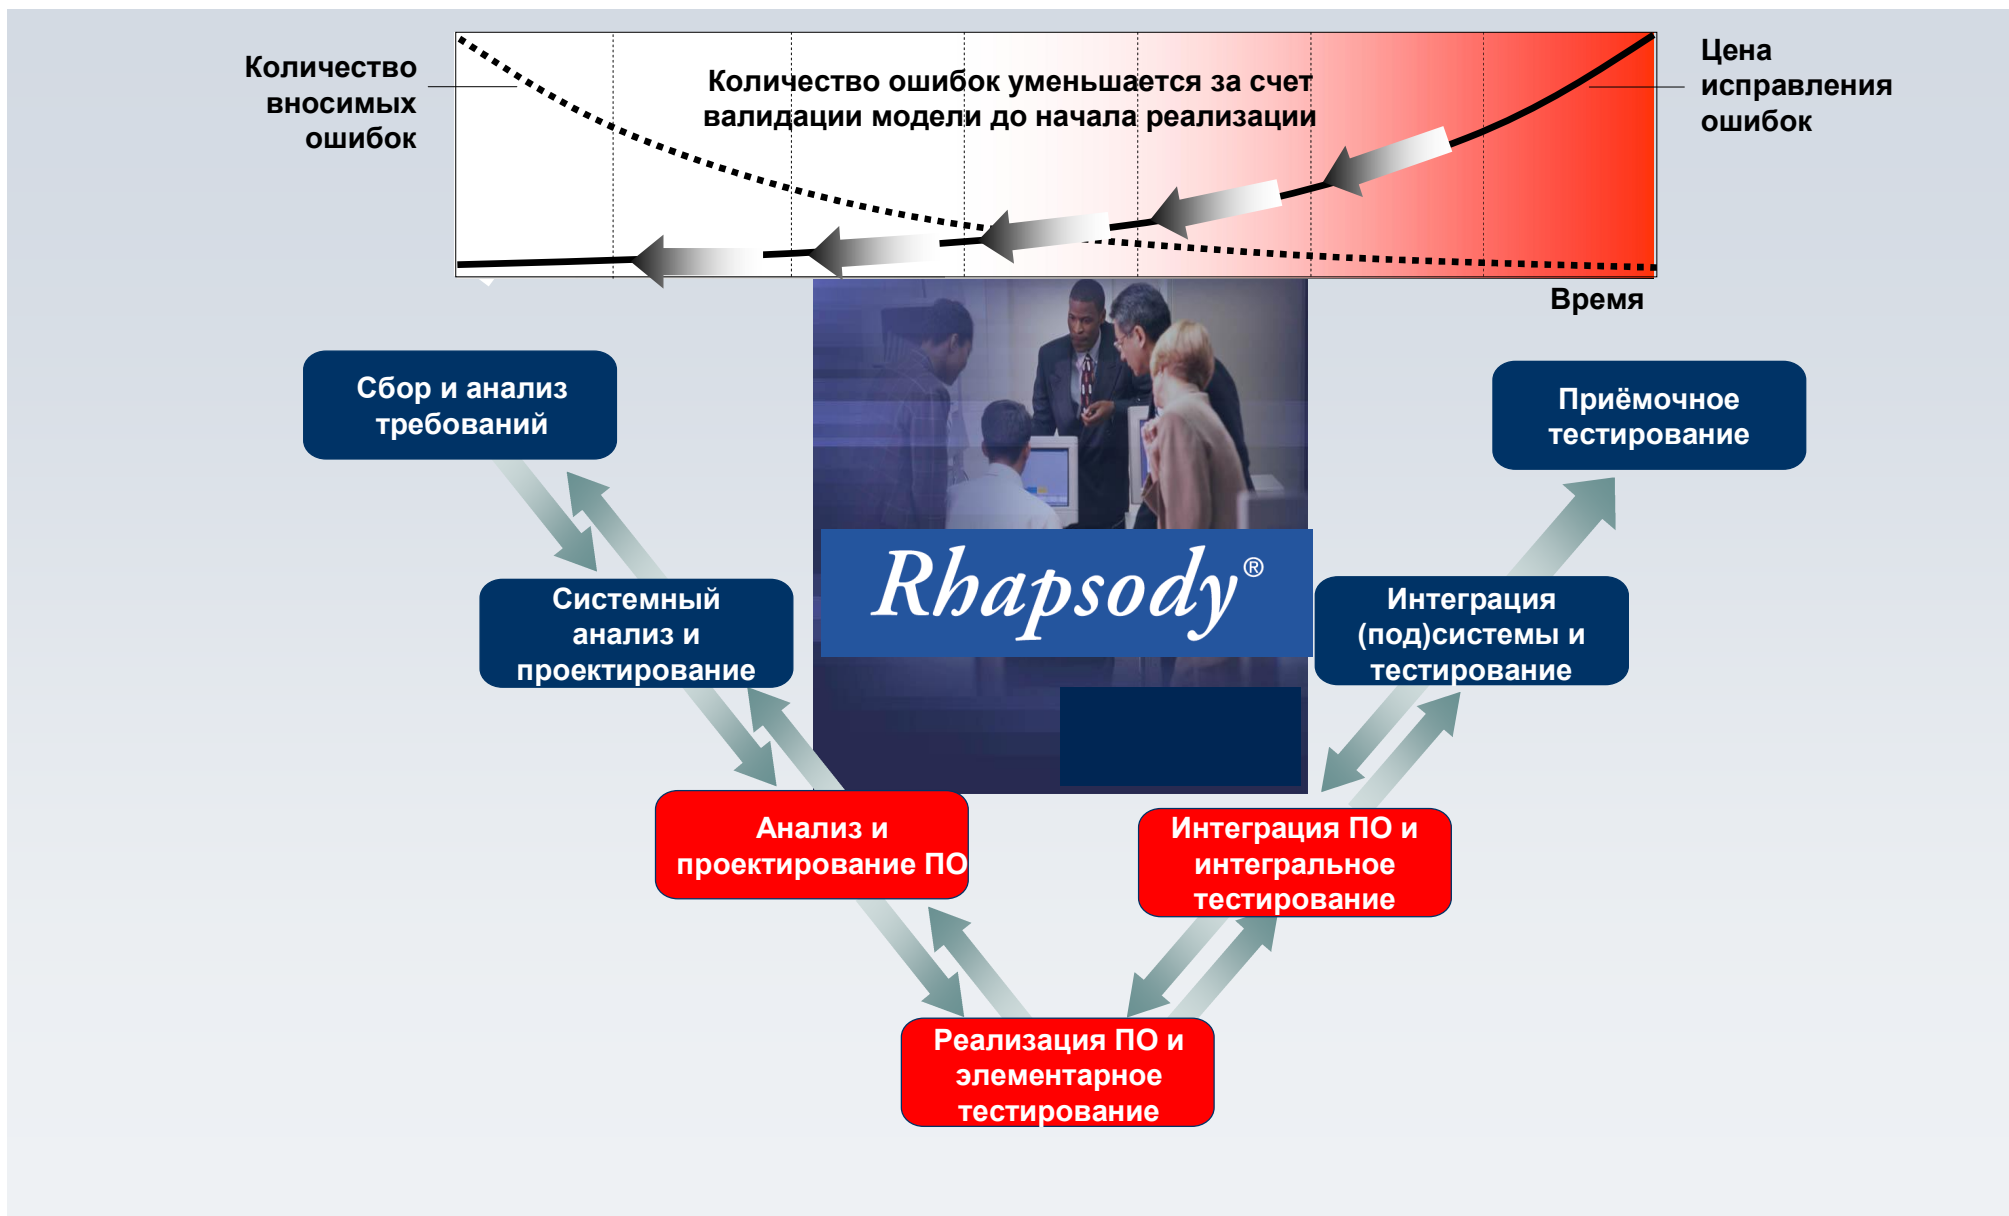 Количество
вносимых
ошибок
Количество ошибок уменьшается за счет
валидации модели до начала реализации
Цена
исправления
ошибок
Время
Сбор и анализ
требований
Приёмочное
тестирование
Rhapsody®
Системный
анализ и
проектирование
Интеграция
(под)системы и
тестирование
Анализ и
проектирование ПО
Интеграция ПО и
интегральное
тестирование
Реализация ПО и
элементарное
тестирование